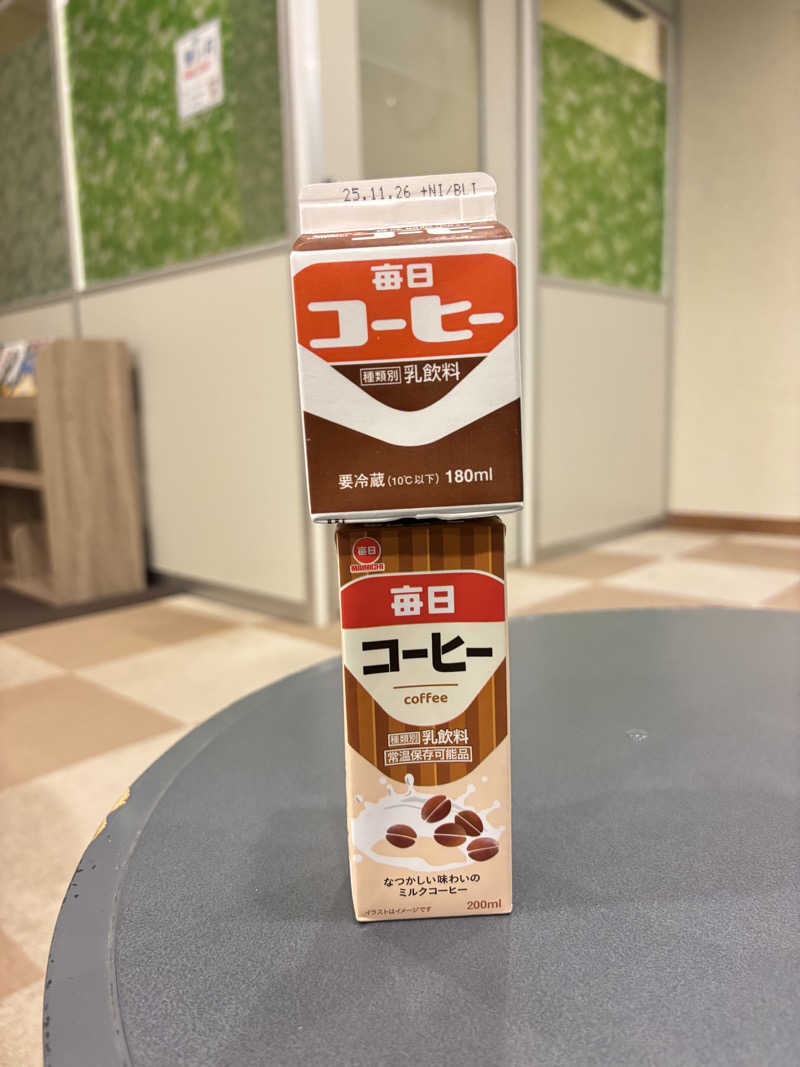 25.11.26 +NI/BLI
毎日
コーヒー
種類別 乳飲料
要冷蔵(10℃以下) 180ml
毎日
MAINICHI
毎日
コーヒー
coffee
種類別 乳飲料
常温保存可能品
なつかしい味わいの
ミルクコーヒー
イラストはイメージです
200ml